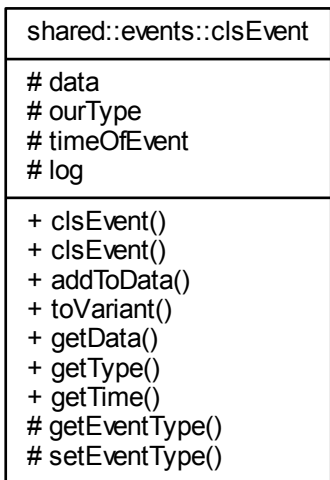 shared::events::clsEvent
# data
# ourType
# timeOfEvent
# log
+ clsEvent()
+ clsEvent()
+ addToData()
+ toVariant()
+ getData()
+ getType()
+ getTime()
# getEventType()
# setEventType()